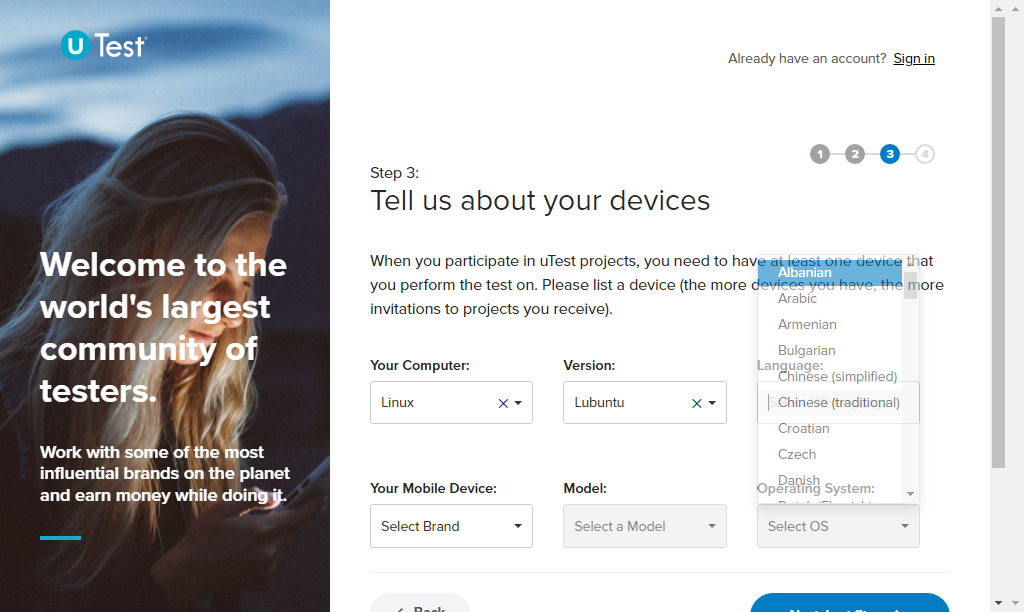 U Test
Already have an account? Sign in
1 2 3 4
Step 3:
Tell us about your devices
Welcome to the
world's largest
community of
testers.
Work with some of the most
influential brands on the planet
and earn money while doing it.
When you participate in uTest projects, you need to have at least one device that
you perform the test on. Please list a device (the more devices you have, the more
invitations to projects you receive).
Your Computer:
Linux
Version:
Lubuntu
Language:
Albanian
Arabic
Armenian
Bulgarian
Chinese (simplified)
Chinese (traditional)
Croatian
Czech
Danish
Your Mobile Device:
Select Brand
Model:
Select a Model
Operating System:
Select OS
Back